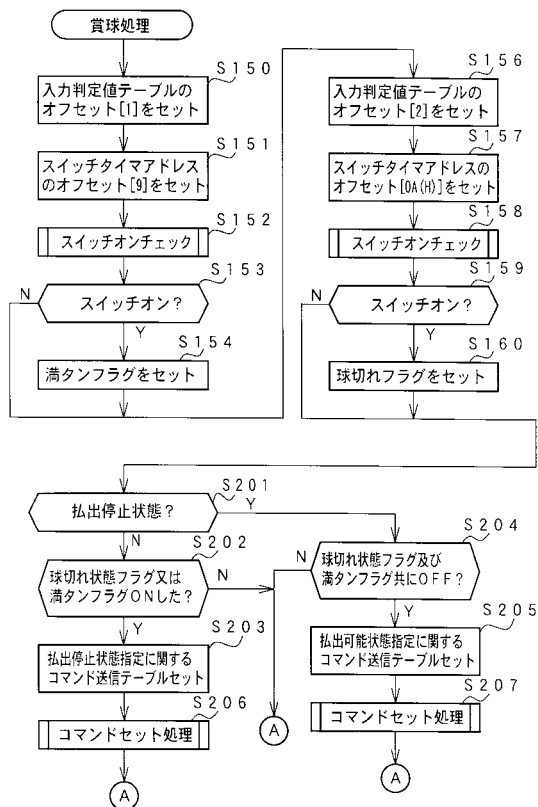 賞球処理
S150
入力判定値テーブルの
オフセット[1]をセット
S151
スイッチタイマアドレス
のオフセット[9]をセット
S152
スイッチオンチェック
S153
N
スイッチオン?
Y
S154
満タンフラグをセット
S156
入力判定値テーブルの
オフセット[2]をセット
S157
スイッチタイマアドレスの
オフセット[0A(H)]をセット
S158
スイッチオンチェック
S159
N
スイッチオン?
Y
S160
球切れフラグをセット
S201
払出停止状態?
Y
N
S202
球切れ状態フラグ又は
満タンフラグONした?
N
Y
S203
払出停止状態指定に関する
コマンド送信テーブルセット
S206
コマンドセット処理
A
S204
N
球切れ状態フラグ及び
満タンフラグ共にOFF?
Y
S205
払出可能状態指定に関する
コマンド送信テーブルセット
S207
コマンドセット処理
A
A